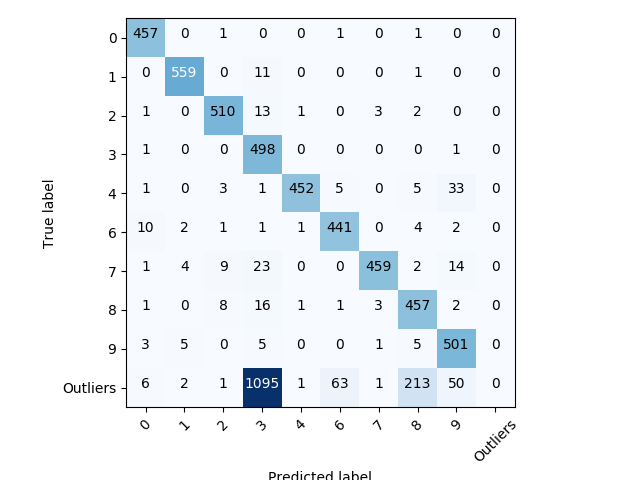 0 457 0 1 0 0 1 0 1 0 0
1 0 559 0 11 0 0 0 1 0 0
2 1 0 510 13 1 0 3 2 0 0
3 1 0 0 498 0 0 0 0 1 0
4 1 0 3 1 452 5 0 5 33 0
6 10 2 1 1 1 441 0 4 2 0
7 1 4 9 23 0 0 459 2 14 0
8 1 0 8 16 1 1 3 457 2 0
9 3 5 0 5 0 0 1 5 501 0
Outliers 6 2 1 1095 1 63 1 213 50 0
0 1 2 3 4 6 7 8 9 Outliers
True label
Predicted label